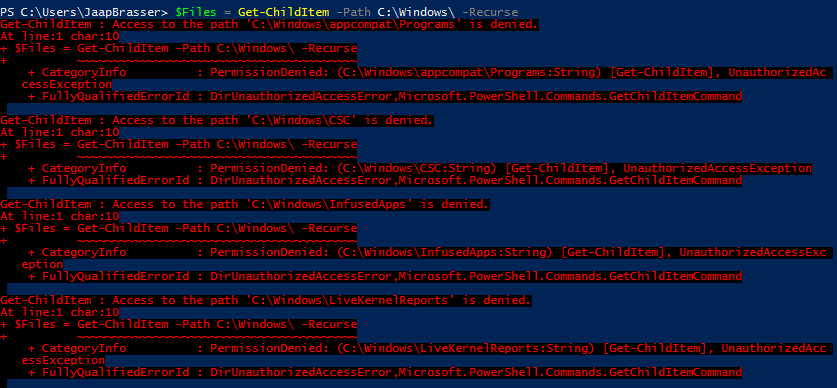 PS C:\Users\JaapBrasser> $Files = Get-ChildItem -Path C:\Windows\ -Recurse
Get-ChildItem : Access to the path 'C:\Windows\appcompat\Programs' is denied.
At line:1 char:10
+ $Files = Get-ChildItem -Path C:\Windows\ -Recurse
+          ~~~~~~~~~~~~~~~~~~~~~~~~~~~~~~~~~~~~~~~~
    + CategoryInfo          : PermissionDenied: (C:\Windows\appcompat\Programs:String) [Get-ChildItem], UnauthorizedAc
   cessException
    + FullyQualifiedErrorId : DirUnauthorizedAccessError,Microsoft.PowerShell.Commands.GetChildItemCommand
Get-ChildItem : Access to the path 'C:\Windows\CSC' is denied.
At line:1 char:10
+ $Files = Get-ChildItem -Path C:\Windows\ -Recurse
+          ~~~~~~~~~~~~~~~~~~~~~~~~~~~~~~~~~~~~~~~~
    + CategoryInfo          : PermissionDenied: (C:\Windows\CSC:String) [Get-ChildItem], UnauthorizedAccessException
    + FullyQualifiedErrorId : DirUnauthorizedAccessError,Microsoft.PowerShell.Commands.GetChildItemCommand
Get-ChildItem : Access to the path 'C:\Windows\InfusedApps' is denied.
At line:1 char:10
+ $Files = Get-ChildItem -Path C:\Windows\ -Recurse
+          ~~~~~~~~~~~~~~~~~~~~~~~~~~~~~~~~~~~~~~~~
    + CategoryInfo          : PermissionDenied: (C:\Windows\InfusedApps:String) [Get-ChildItem], UnauthorizedAccessExc
   eption
    + FullyQualifiedErrorId : DirUnauthorizedAccessError,Microsoft.PowerShell.Commands.GetChildItemCommand
Get-ChildItem : Access to the path 'C:\Windows\LiveKernelReports' is denied.
At line:1 char:10
+ $Files = Get-ChildItem -Path C:\Windows\ -Recurse
+          ~~~~~~~~~~~~~~~~~~~~~~~~~~~~~~~~~~~~~~~~
    + CategoryInfo          : PermissionDenied: (C:\Windows\LiveKernelReports:String) [Get-ChildItem], UnauthorizedAcc
   essException
    + FullyQualifiedErrorId : DirUnauthorizedAccessError,Microsoft.PowerShell.Commands.GetChildItemCommand